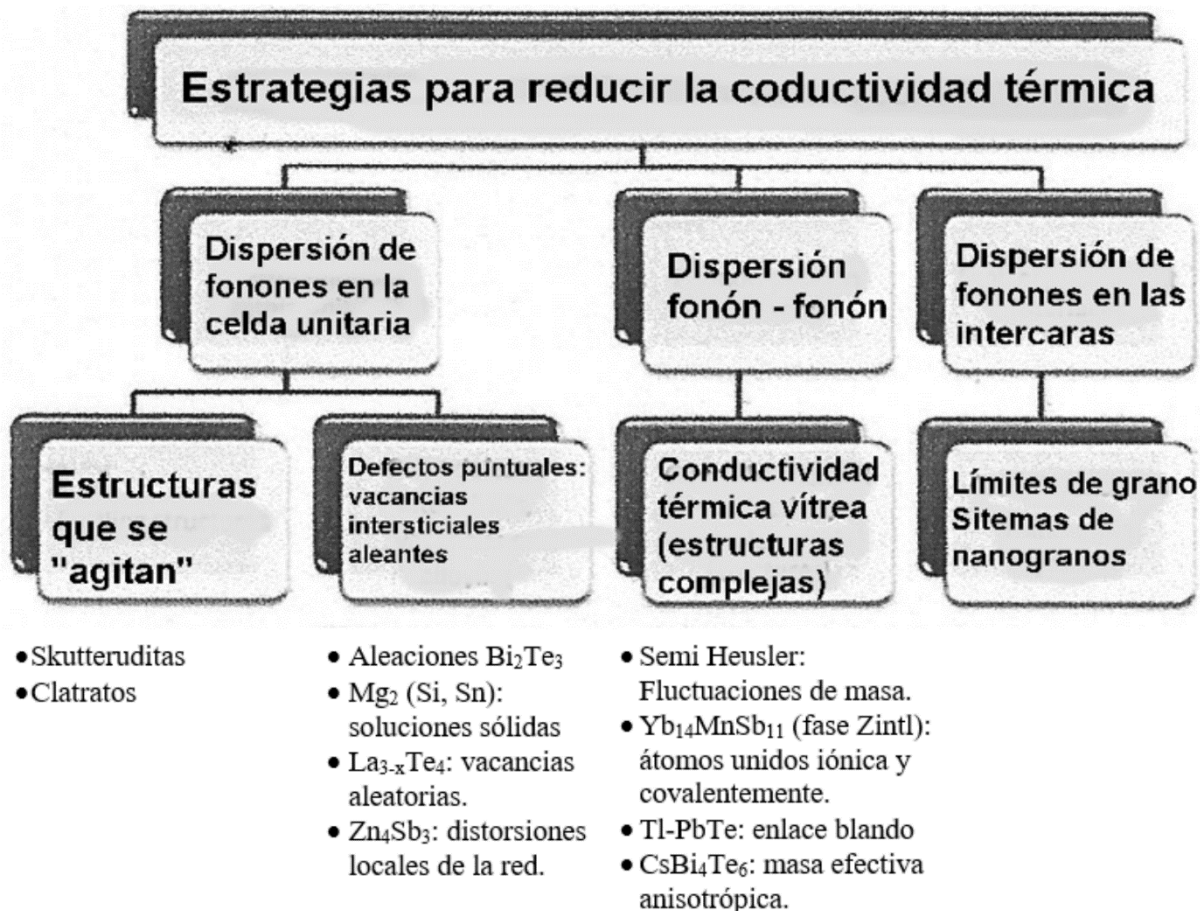 Estrategias para reducir la coductividad térmica
Dispersión de
fonones en la
celda unitaria
Dispersión
fonón - fonón
Dispersión de
fonones en las
intercaras
Estructuras
que se
"agitan"
Defectos puntuales:
vacancias
intersticiales
aleantes
Conductividad
térmica vítrea
(estructuras
complejas)
Límites de grano
Sitemas de
nanogranos
•Skutteruditas
•Clatratos
• Aleaciones Bi₂Te₃
• Mg₂ (Si, Sn):
soluciones sólidas
• La₃₋ₓTe₄: vacancias
aleatorias.
• Zn₄Sb₃: distorsiones
locales de la red.
• Semi Heusler:
Fluctuaciones de masa.
• Yb₁₄MnSb₁₁ (fase Zintl):
átomos unidos iónica y
covalentemente.
• Tl-PbTe: enlace blando
• CsBi₄Te₆: masa efectiva
anisotrópica.